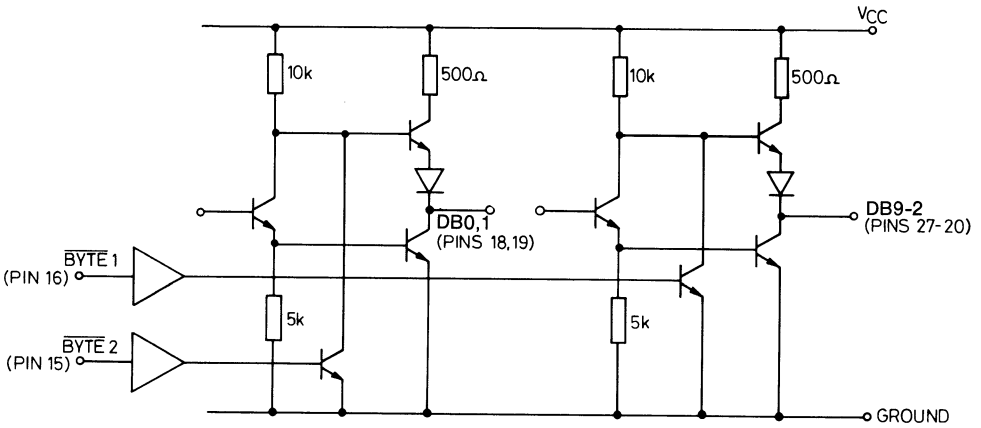 VCC
10k
500Ω
10k
500Ω
DB0,1
(PINS 18,19)
DB9-2
(PINS 27-20)
BYTE 1
(PIN 16)
5k
5k
BYTE 2
(PIN 15)
GROUND